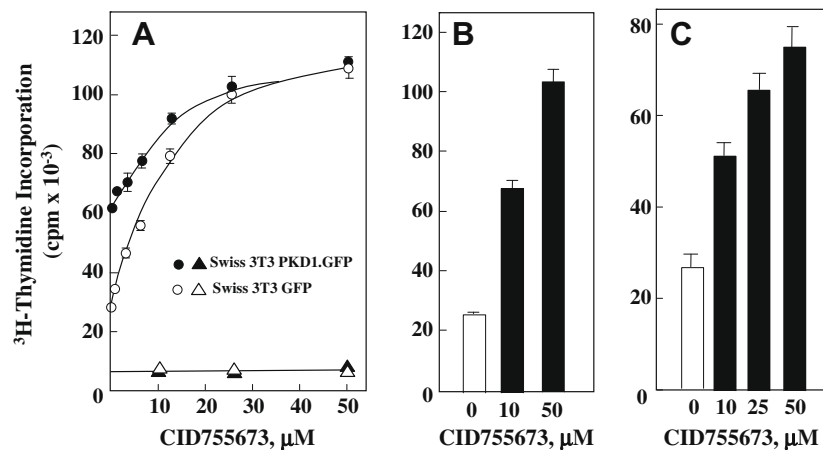 A
B
C
³H-Thymidine Incorporation
(cpm x 10⁻³)
120
100
80
60
40
20
0
● ▲ Swiss 3T3 PKD1.GFP
○ △ Swiss 3T3 GFP
10 20 30 40 50
CID755673, μM
120
100
80
60
40
20
0
0 10 50
CID755673, μM
80
60
40
20
0
0 10 25 50
CID755673, μM